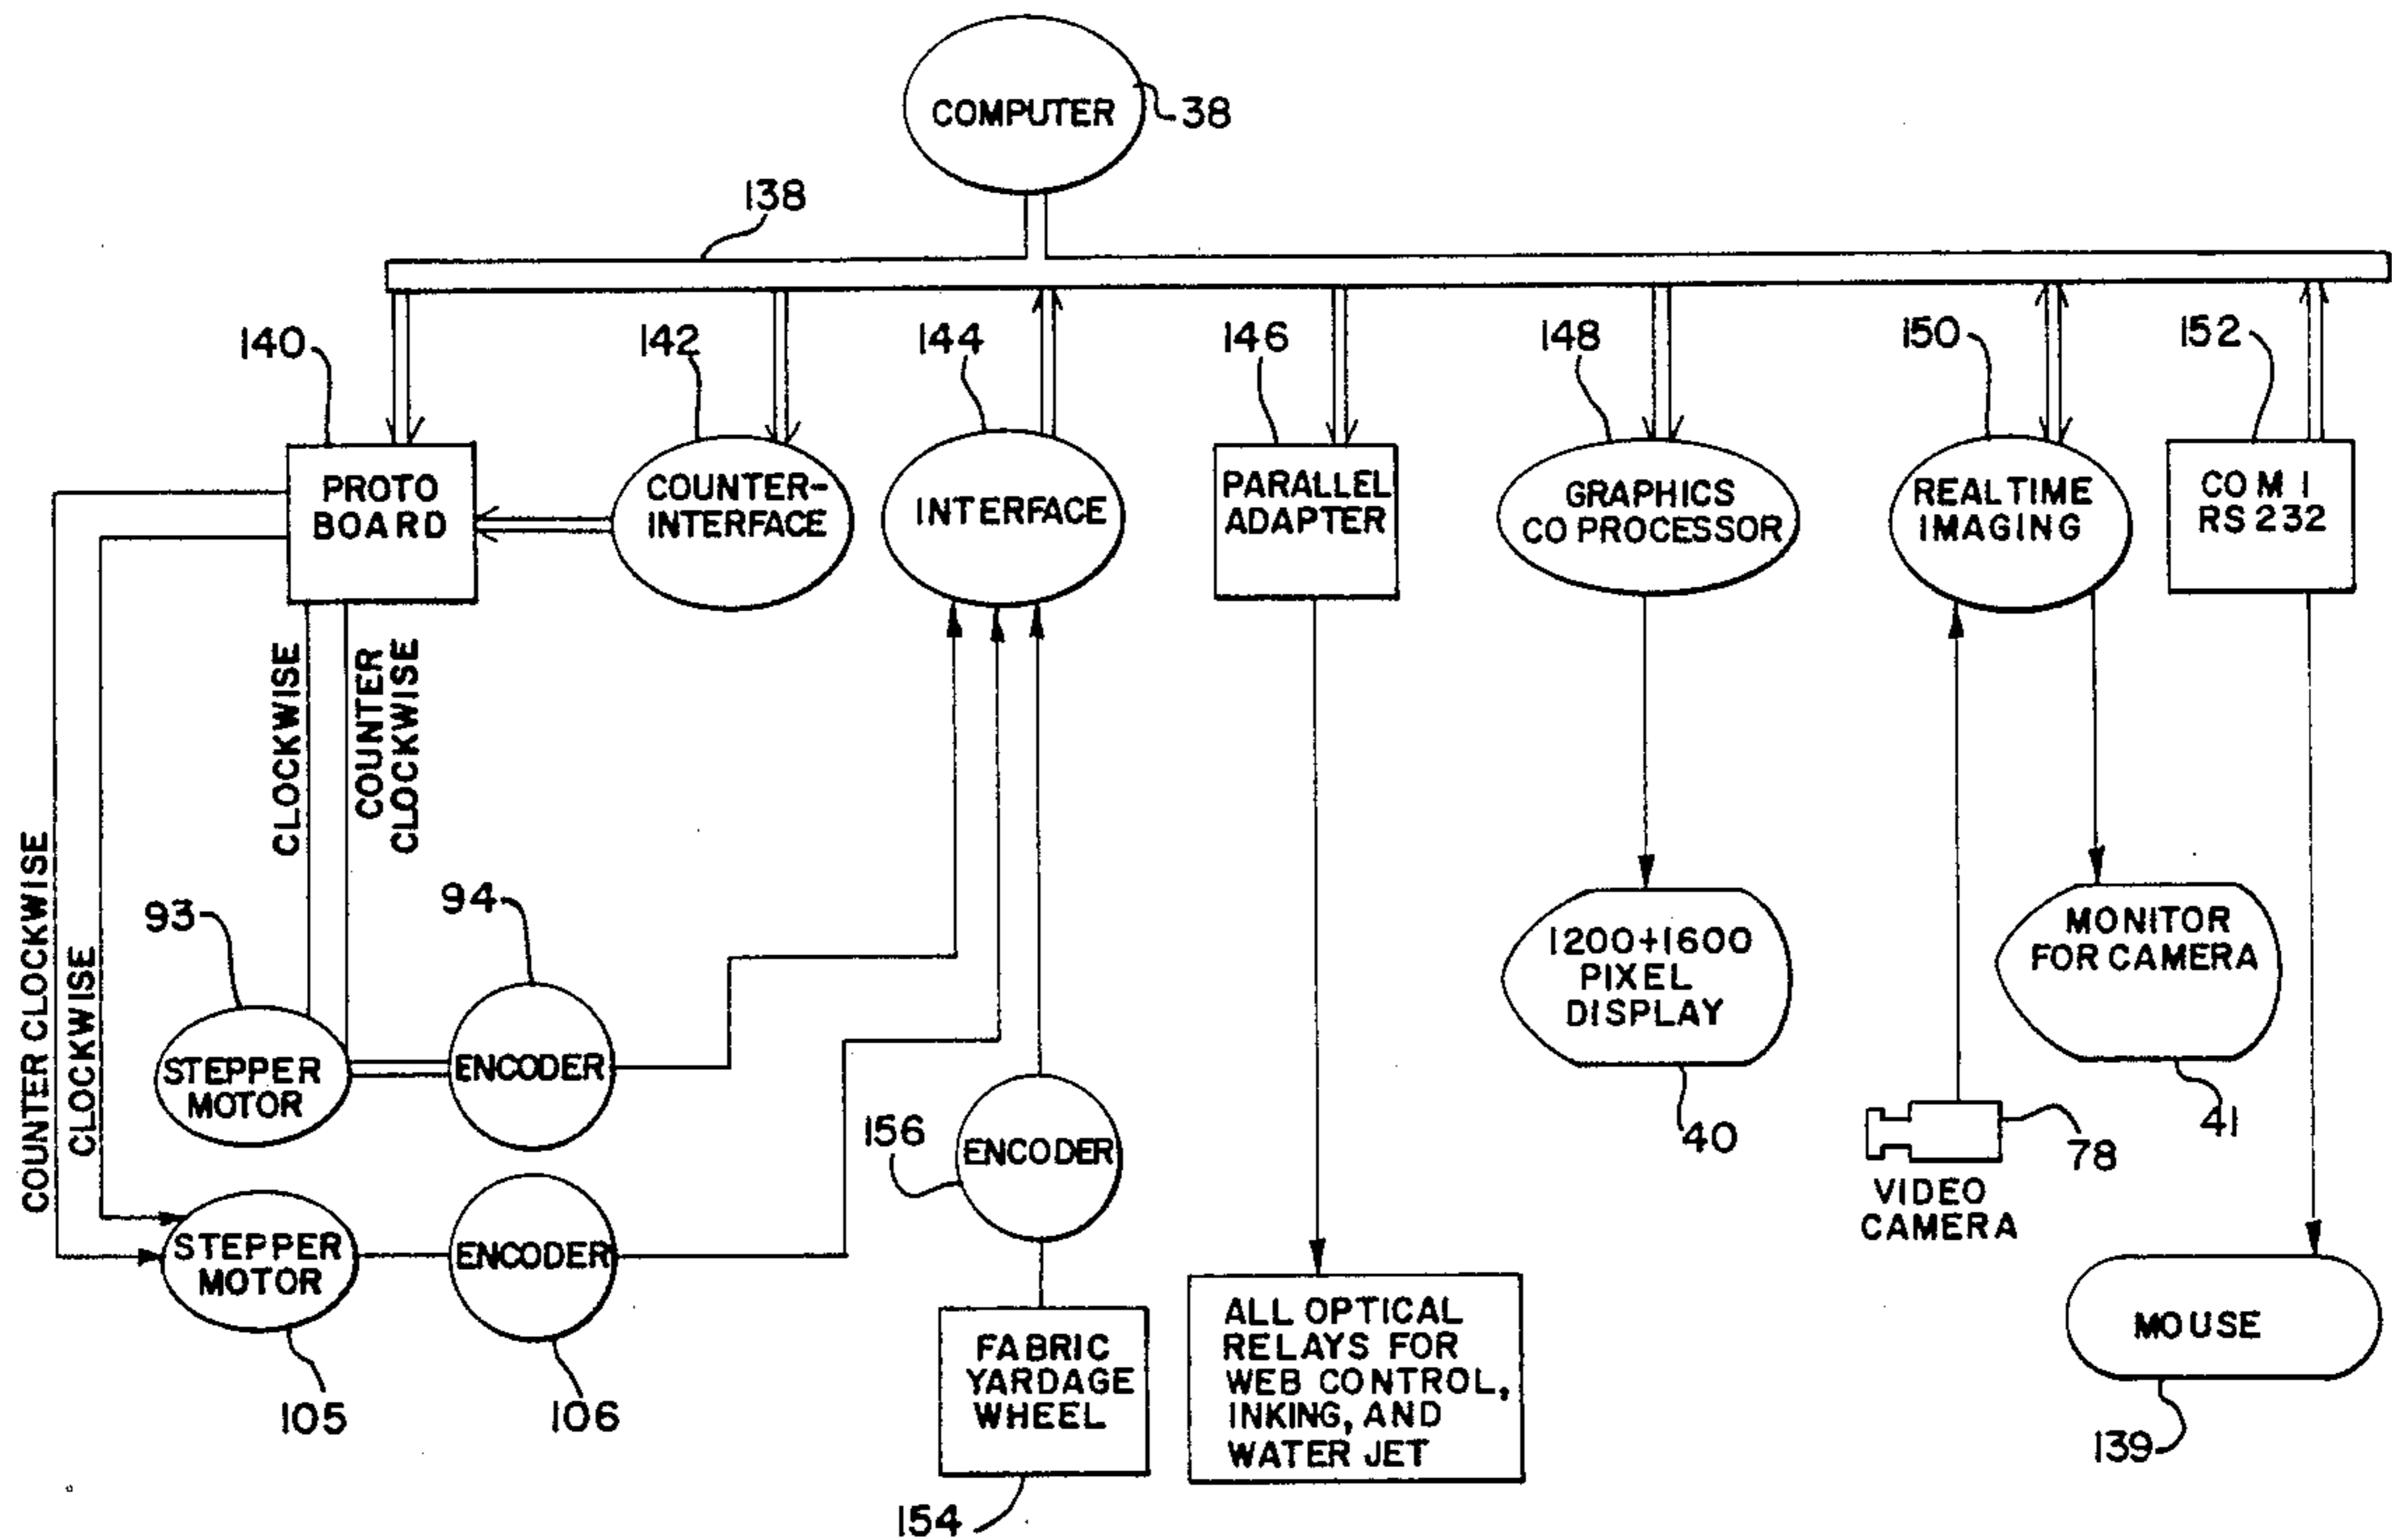 COMPUTER
38
138
140
142
144
146
148
150
152
PROTO
BOARD
COUNTER-
INTERFACE
INTERFACE
PARALLEL
ADAPTER
GRAPHICS
CO PROCESSOR
REALTIME
IMAGING
COM 1
RS 232
CLOCKWISE
COUNTER
CLOCKWISE
COUNTER CLOCKWISE
CLOCKWISE
93
94
STEPPER
MOTOR
ENCODER
156
ENCODER
1200+1600
PIXEL
DISPLAY
40
MONITOR
FOR CAMERA
41
78
VIDEO
CAMERA
STEPPER
MOTOR
105
ENCODER
106
FABRIC
YARDAGE
WHEEL
154
ALL OPTICAL
RELAYS FOR
WEB CONTROL,
INKING, AND
WATER JET
MOUSE
139